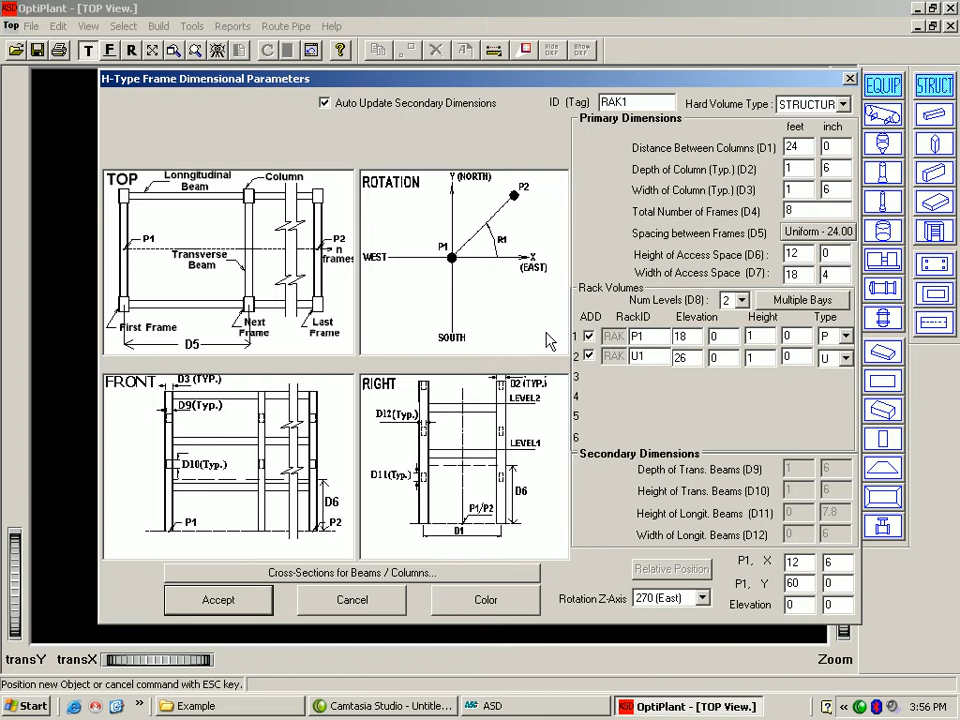 OptiPlant - [TOP View.]
Top File Edit View Select Build Tools Reports Route Pipe Help
T F R
Hide DXF
Show DXF
H-Type Frame Dimensional Parameters
EQUIP
STRUCT
Auto Update Secondary Dimensions
ID (Tag) RAK1
Hard Volume Type : STRUCTUR
Primary Dimensions
feet inch
Distance Between Columns (D1) 24 0
Depth of Column (Typ.) (D2) 1 6
Width of Column (Typ.) (D3) 1 6
Total Number of Frames (D4) 8
Spacing between Frames (D5) Uniform - 24.00
Height of Access Space (D6): 12 0
Width of Access Space (D7): 18 4
Rack Volumes
Num Levels (D8) : 2 Multiple Bays
ADD RackID Elevation Height Type
1 RAK P1 18 0 1 0 P
2 RAK U1 26 0 1 0 U
3
4
5
6
Secondary Dimensions
Depth of Trans. Beams (D9) 1 6
Height of Trans. Beams (D10) 1 6
Height of Longit. Beams (D11) 0 7.8
Width of Longit. Beams (D12) 0 6
Relative Position
P1, X 12 6
P1, Y 60 0
Elevation 0 0
Rotation Z-Axis 270 (East)
TOP
Lonngitudinal Beam
Column
P1
P2
n frames
Transverse Beam
First Frame
Next Frame
Last Frame
D5
ROTATION
Y (NORTH)
P2
P1
R1
WEST
X (EAST)
SOUTH
FRONT
D3 (TYP.)
D9(Typ.)
D10(Typ.)
D6
P1
P2
RIGHT
D2 (TYP.)
LEVEL2
D12(Typ.)
LEVEL1
D11(Typ.)
D6
P1/P2
D1
Cross-Sections for Beams / Columns...
Accept
Cancel
Color
transY transX
Zoom
Position new Object or cancel command with ESC key.
Start
»
Example
Camtasia Studio - Untitle...
ASD ASD
ASD OptiPlant - [TOP View.]
«
3:56 PM